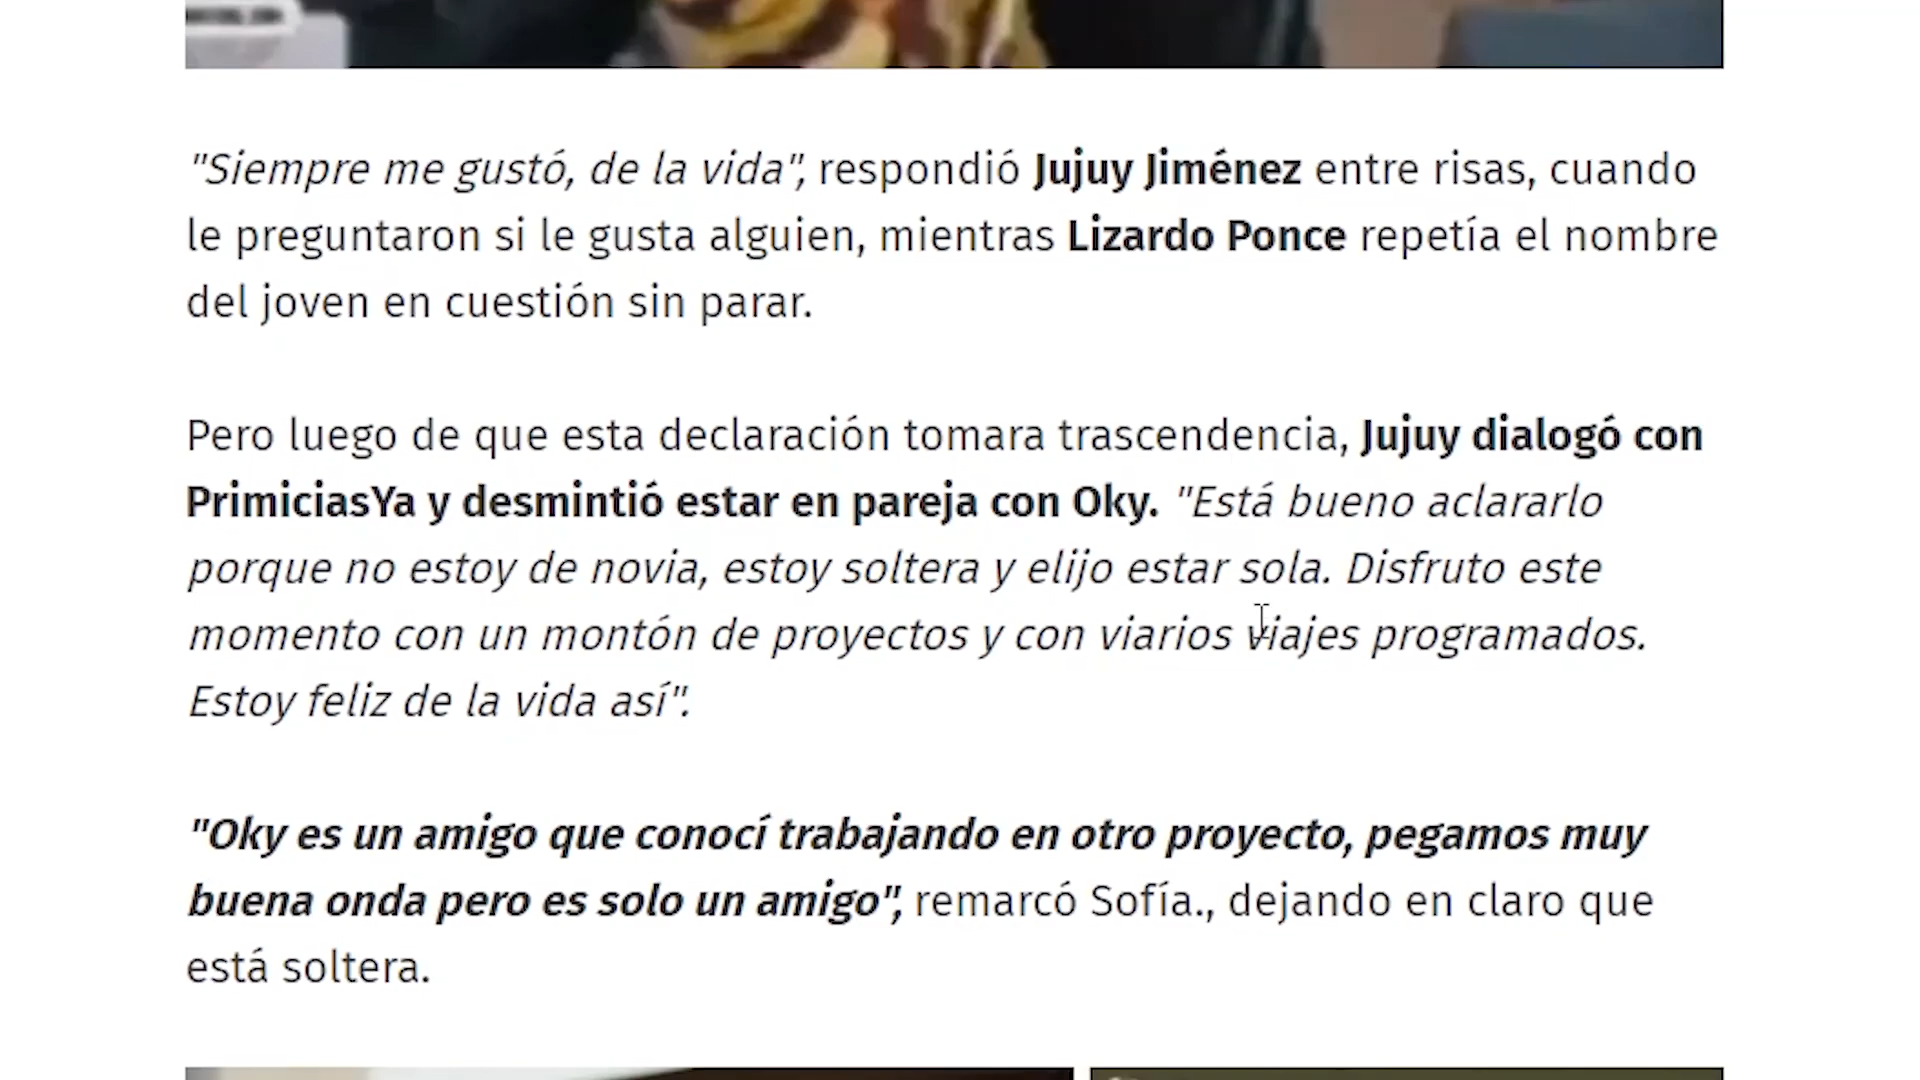 "Siempre me gustó, de la vida", respondió Jujuy Jiménez entre risas, cuando
le preguntaron si le gusta alguien, mientras Lizardo Ponce repetía el nombre
del joven en cuestión sin parar.
Pero luego de que esta declaración tomara trascendencia, Jujuy dialogó con
PrimiciasYa y desmintió estar en pareja con Oky. "Está bueno aclararlo
porque no estoy de novia, estoy soltera y elijo estar sola. Disfruto este
momento con un montón de proyectos y con viarios viajes programados.
Estoy feliz de la vida así".
"Oky es un amigo que conocí trabajando en otro proyecto, pegamos muy
buena onda pero es solo un amigo", remarcó Sofía., dejando en claro que
está soltera.